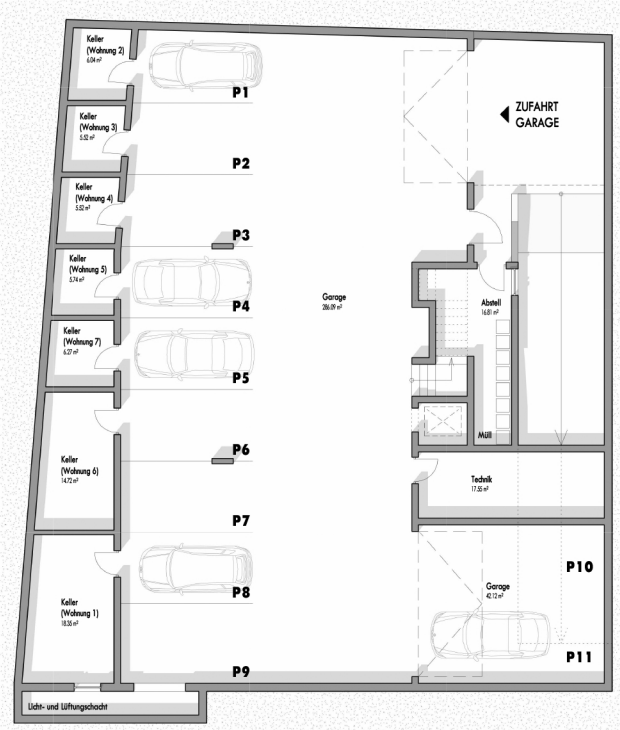 Keller
(Wohnung 2)
6.04 m²
P1
ZUFAHRT
GARAGE
Keller
(Wohnung 3)
5.52 m²
P2
Keller
(Wohnung 4)
5.52 m²
P3
Keller
(Wohnung 5)
5.74 m²
P4
Garage
286.09 m²
Abstell
16.81 m²
Keller
(Wohnung 7)
6.27 m²
P5
Müll
P6
Keller
(Wohnung 6)
14.72 m²
Technik
17.55 m²
P7
P10
Garage
42.12 m²
P8
Keller
(Wohnung 1)
18.35 m²
P11
P9
Licht- und Lüftungsschacht